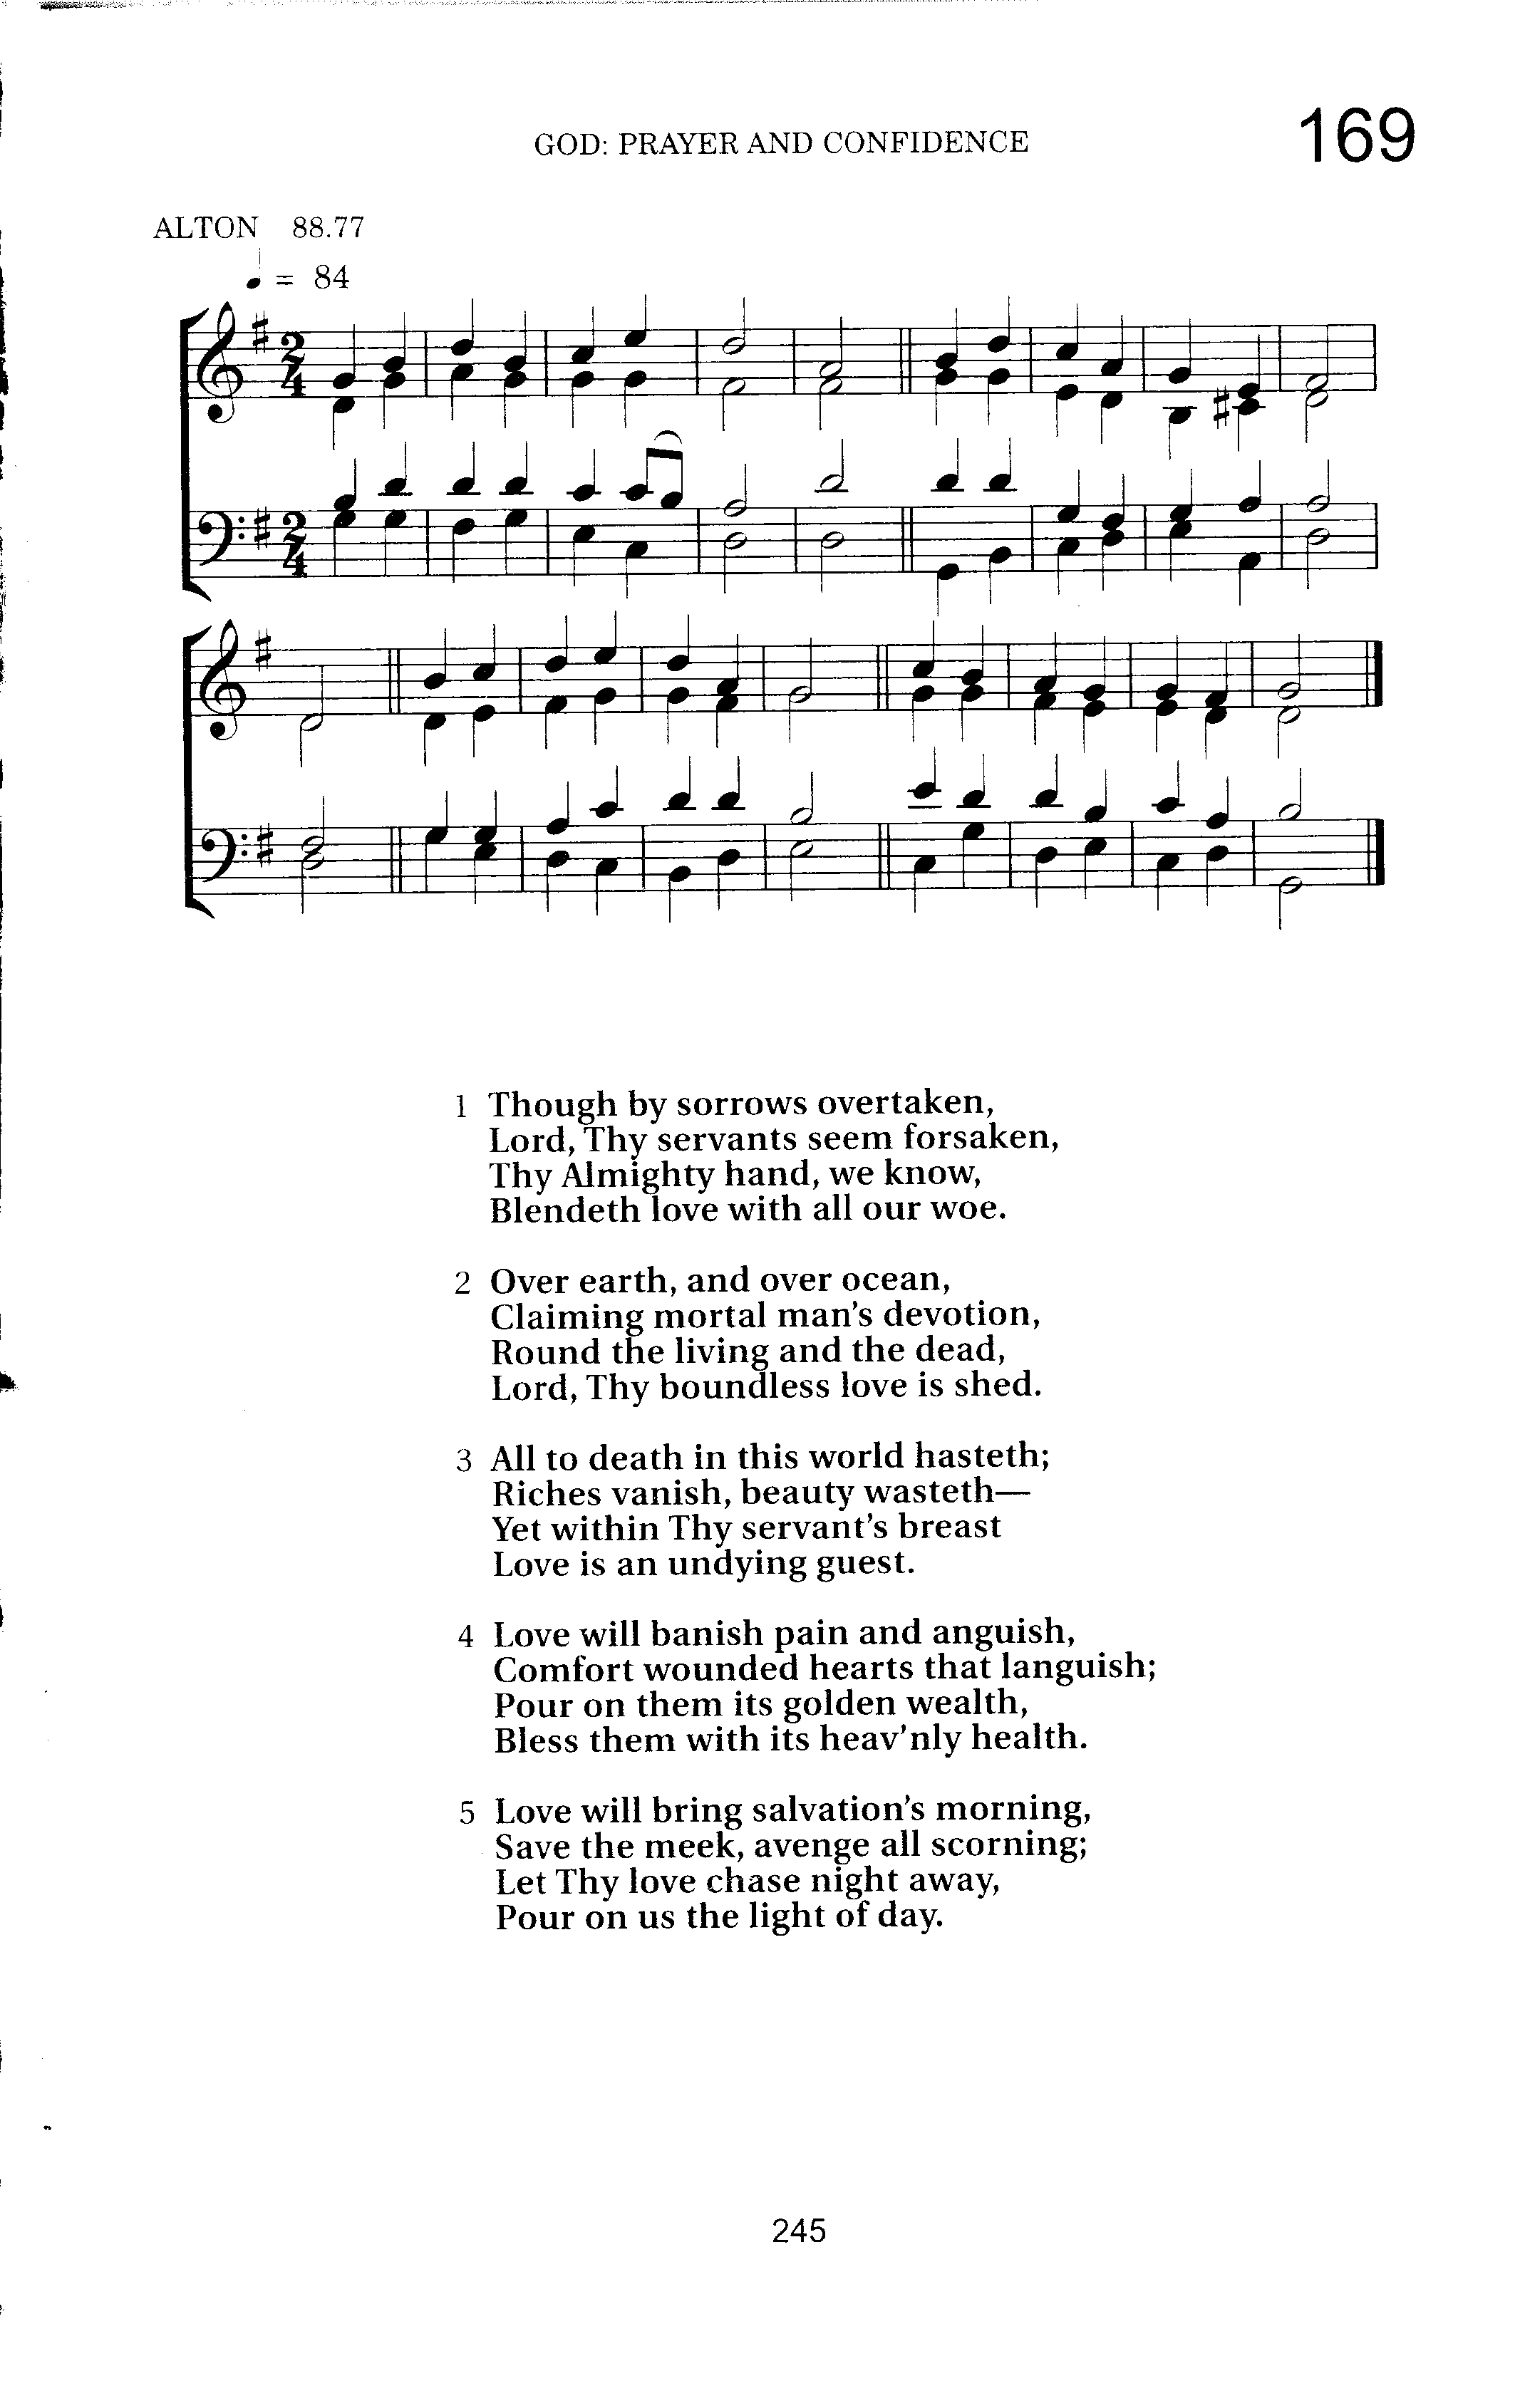 GOD: PRAYER AND CONFIDENCE
169
ALTON 88.77
♩ = 84
1 Though by sorrows overtaken,
Lord, Thy servants seem forsaken,
Thy Almighty hand, we know,
Blendeth love with all our woe.
2 Over earth, and over ocean,
Claiming mortal man's devotion,
Round the living and the dead,
Lord, Thy boundless love is shed.
3 All to death in this world hasteth;
Riches vanish, beauty wasteth—
Yet within Thy servant's breast
Love is an undying guest.
4 Love will banish pain and anguish,
Comfort wounded hearts that languish;
Pour on them its golden wealth,
Bless them with its heav'nly health.
5 Love will bring salvation's morning,
Save the meek, avenge all scorning;
Let Thy love chase night away,
Pour on us the light of day.
245